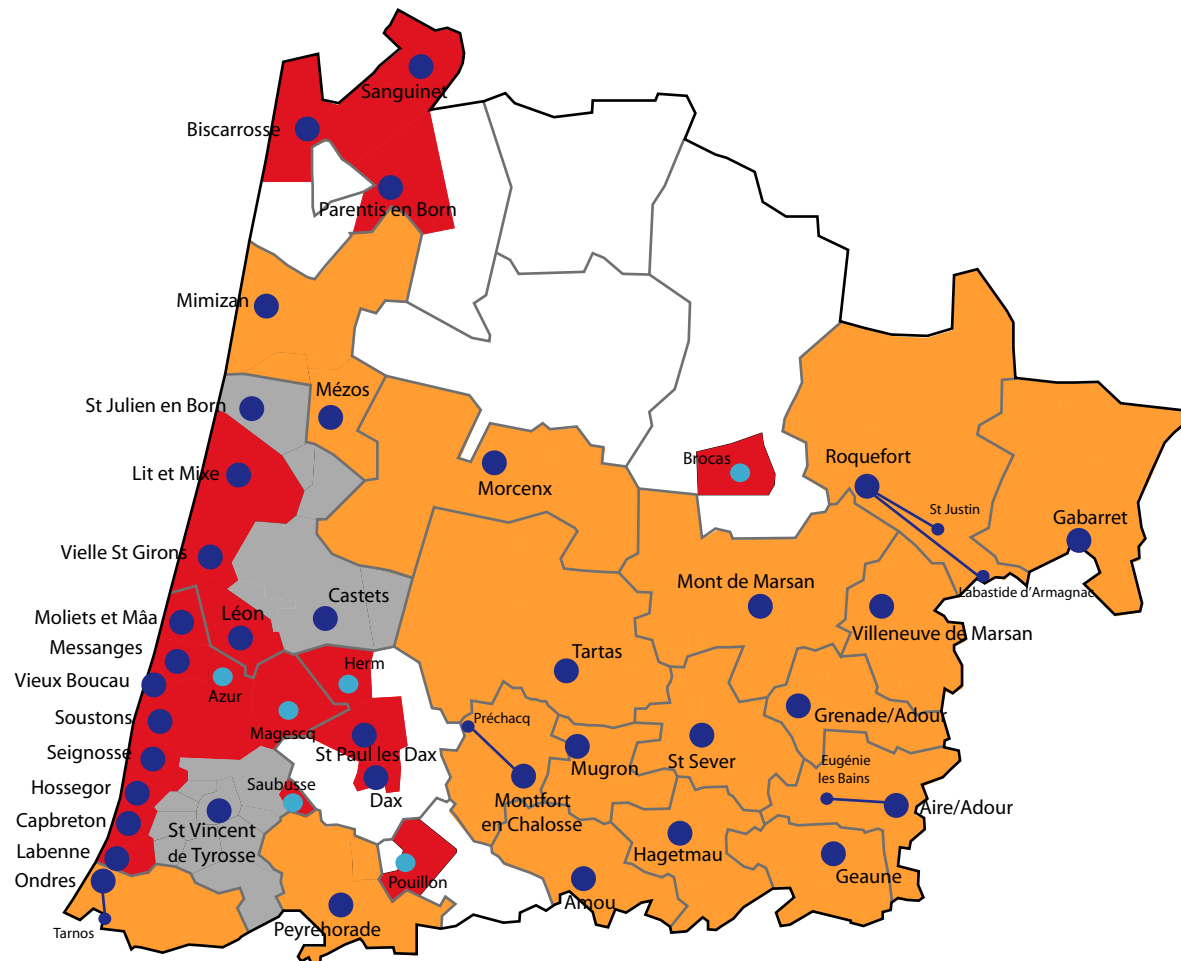 Sanguinet
Biscarrosse
Parentis en Born
Mimizan
Mézos
St Julien en Born
Lit et Mixe
Morcenx
Brocas
Roquefort
St Justin
Gabarret
Vielle St Girons
Castets
Mont de Marsan
Labastide d’Armagnac
Moliets et Mâa
Léon
Villeneuve de Marsan
Messanges
Herm
Tartas
Vieux Boucau
Azur
Magescq
Préchacq
Grenade/Adour
Soustons
St Paul les Dax
Mugron
St Sever
Seignosse
Eugénie
les Bains
Hossegor
Saubusse
Dax
Montfort
en Chalosse
Aire/Adour
Capbreton
St Vincent
de Tyrosse
Labenne
Hagetmau
Ondres
Pouillon
Geaune
Amou
Tarnos
Peyrehorade